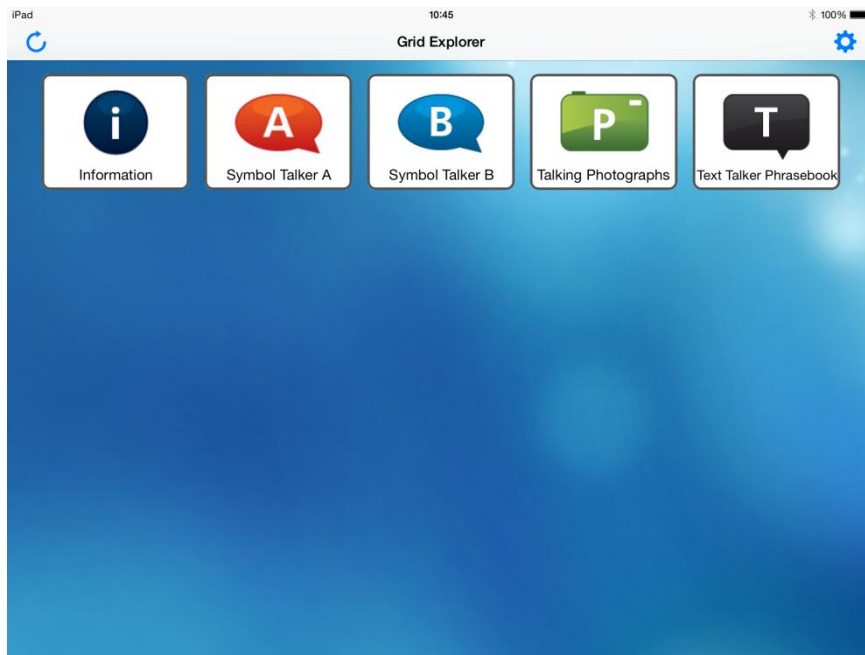 iPad 10:45 100%
Grid Explorer
i A B P T
Information Symbol Talker A Symbol Talker B Talking Photographs Text Talker Phrasebook